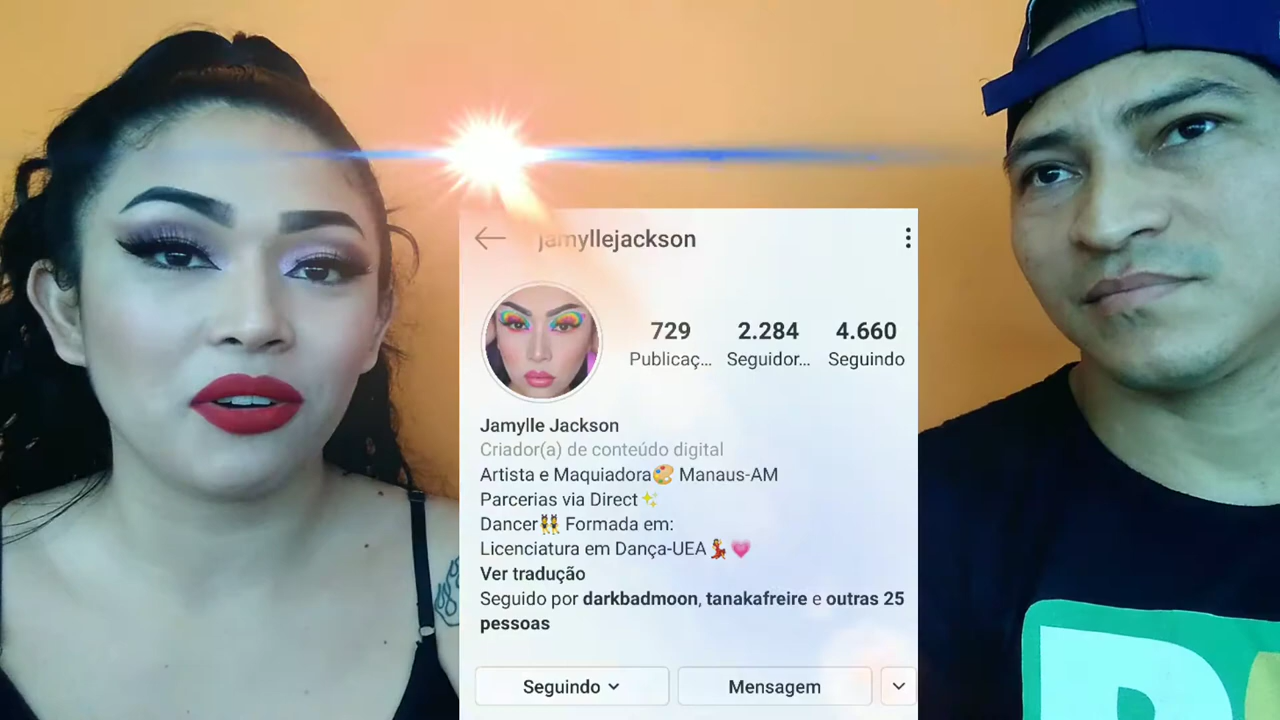 jamyllejackson
729 2.284 4.660
Publicaç... Seguidor... Seguindo
Jamylle Jackson
Criador(a) de conteúdo digital
Artista e Maquiadora🎨 Manaus-AM
Parcerias via Direct✨
Dancer👯 Formada em:
Licenciatura em Dança-UEA💃💗
Ver tradução
Seguido por darkbadmoon, tanakafreire e outras 25
pessoas
Seguindo Mensagem